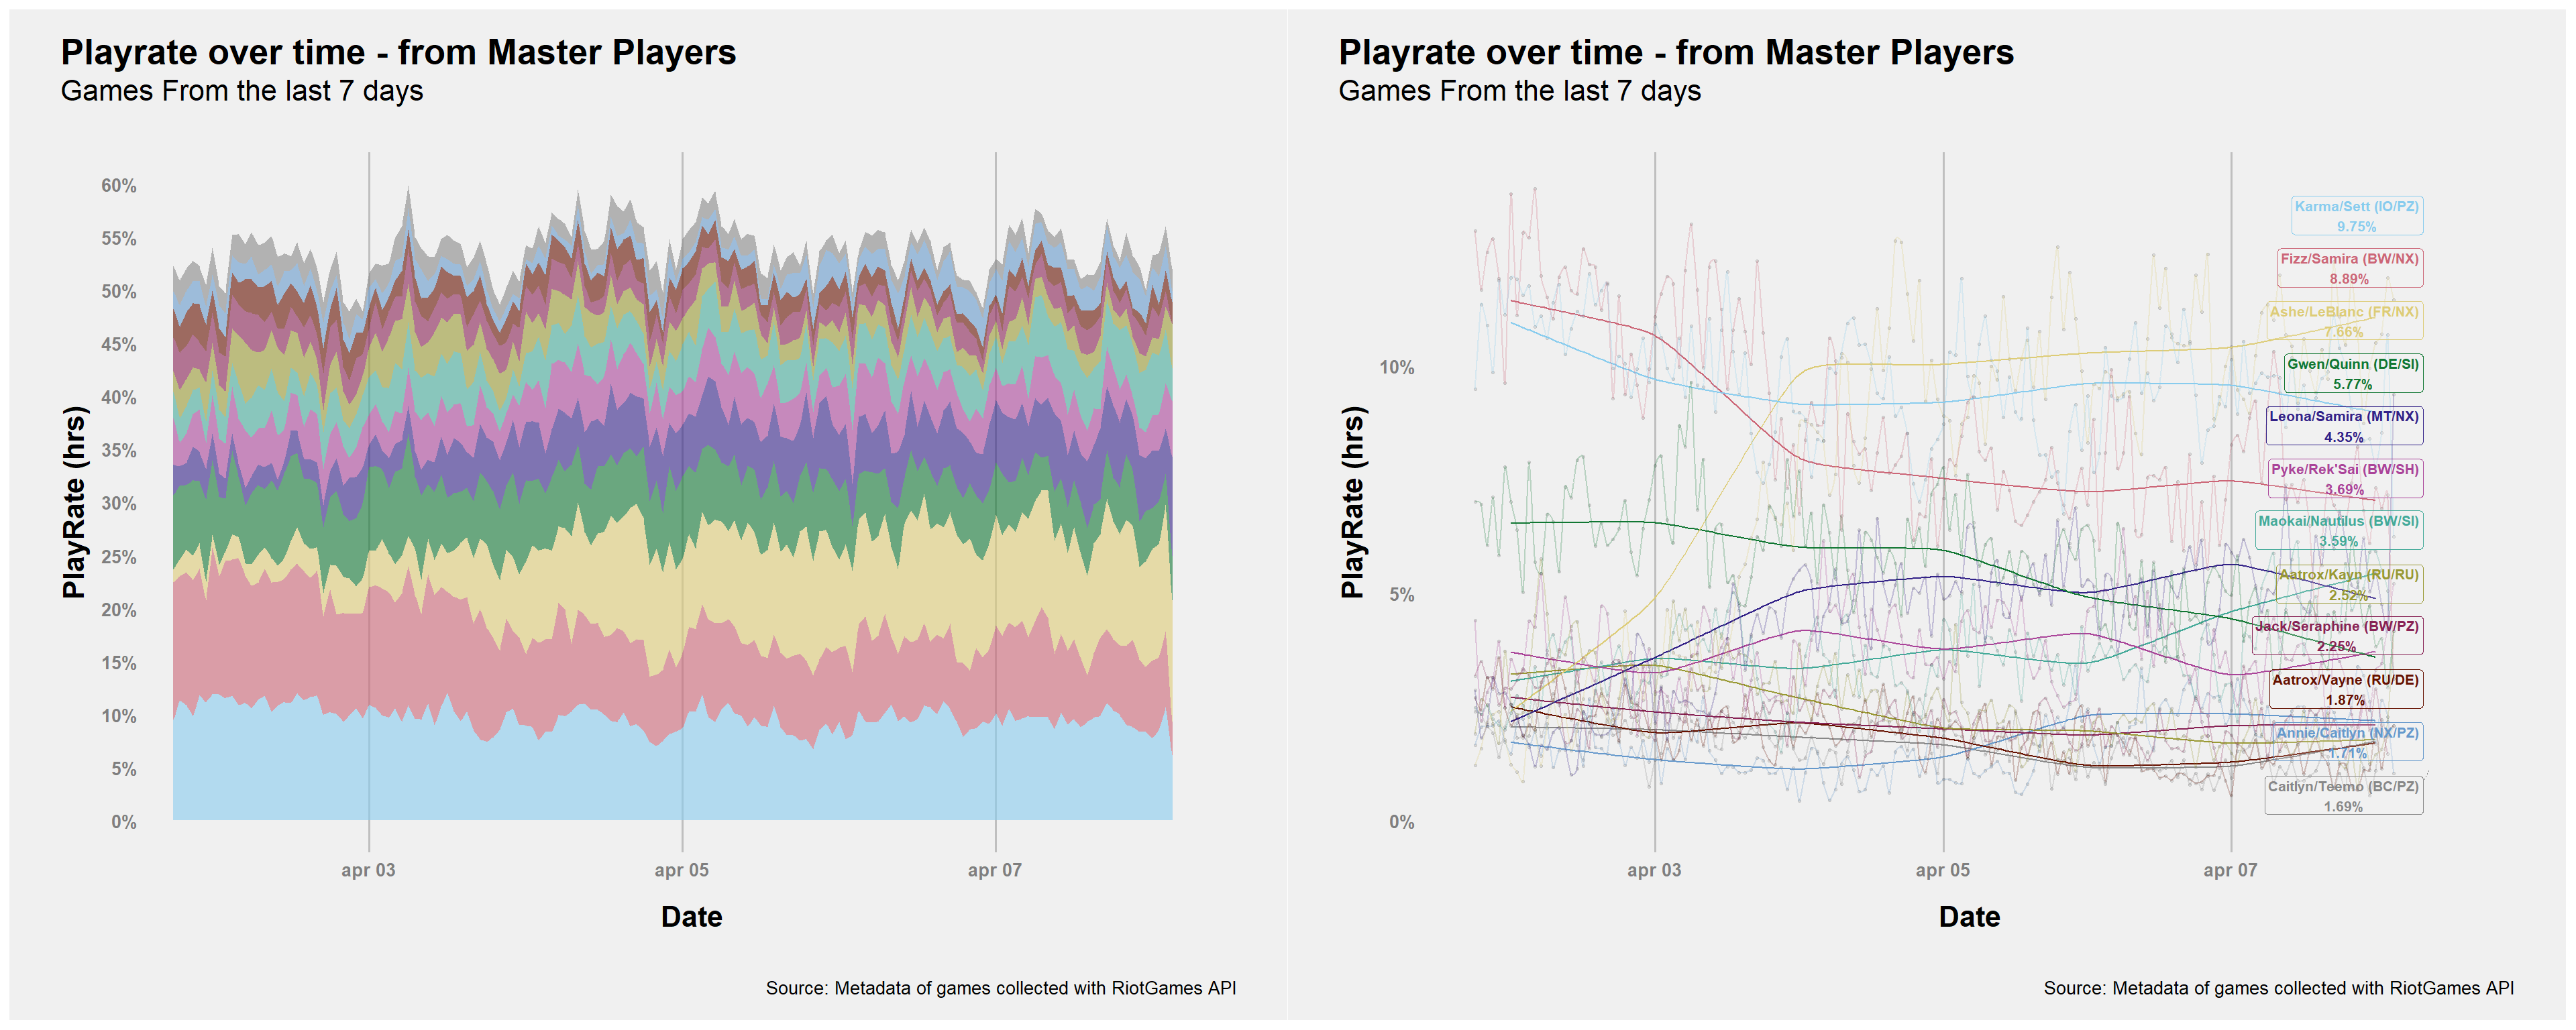 Playrate over time - from Master Players
Games From the last 7 days
PlayRate (hrs)
60%
55%
50%
45%
40%
35%
30%
25%
20%
15%
10%
5%
0%
apr 03
apr 05
apr 07
Date
Source: Metadata of games collected with RiotGames API
Playrate over time - from Master Players
Games From the last 7 days
PlayRate (hrs)
10%
5%
0%
Karma/Sett (IO/PZ)
9.75%
Fizz/Samira (BW/NX)
8.89%
Ashe/LeBlanc (FR/NX)
7.66%
Gwen/Quinn (DE/SI)
5.77%
Leona/Samira (MT/NX)
4.35%
Pyke/Rek'Sai (BW/SH)
3.69%
Maokai/Nautilus (BW/SI)
3.59%
Aatrox/Kayn (RU/RU)
2.52%
Jack/Seraphine (BW/PZ)
2.25%
Aatrox/Vayne (RU/DE)
1.87%
Annie/Caitlyn (NX/PZ)
1.71%
Caitlyn/Teemo (BC/PZ)
1.69%
apr 03
apr 05
apr 07
Date
Source: Metadata of games collected with RiotGames API